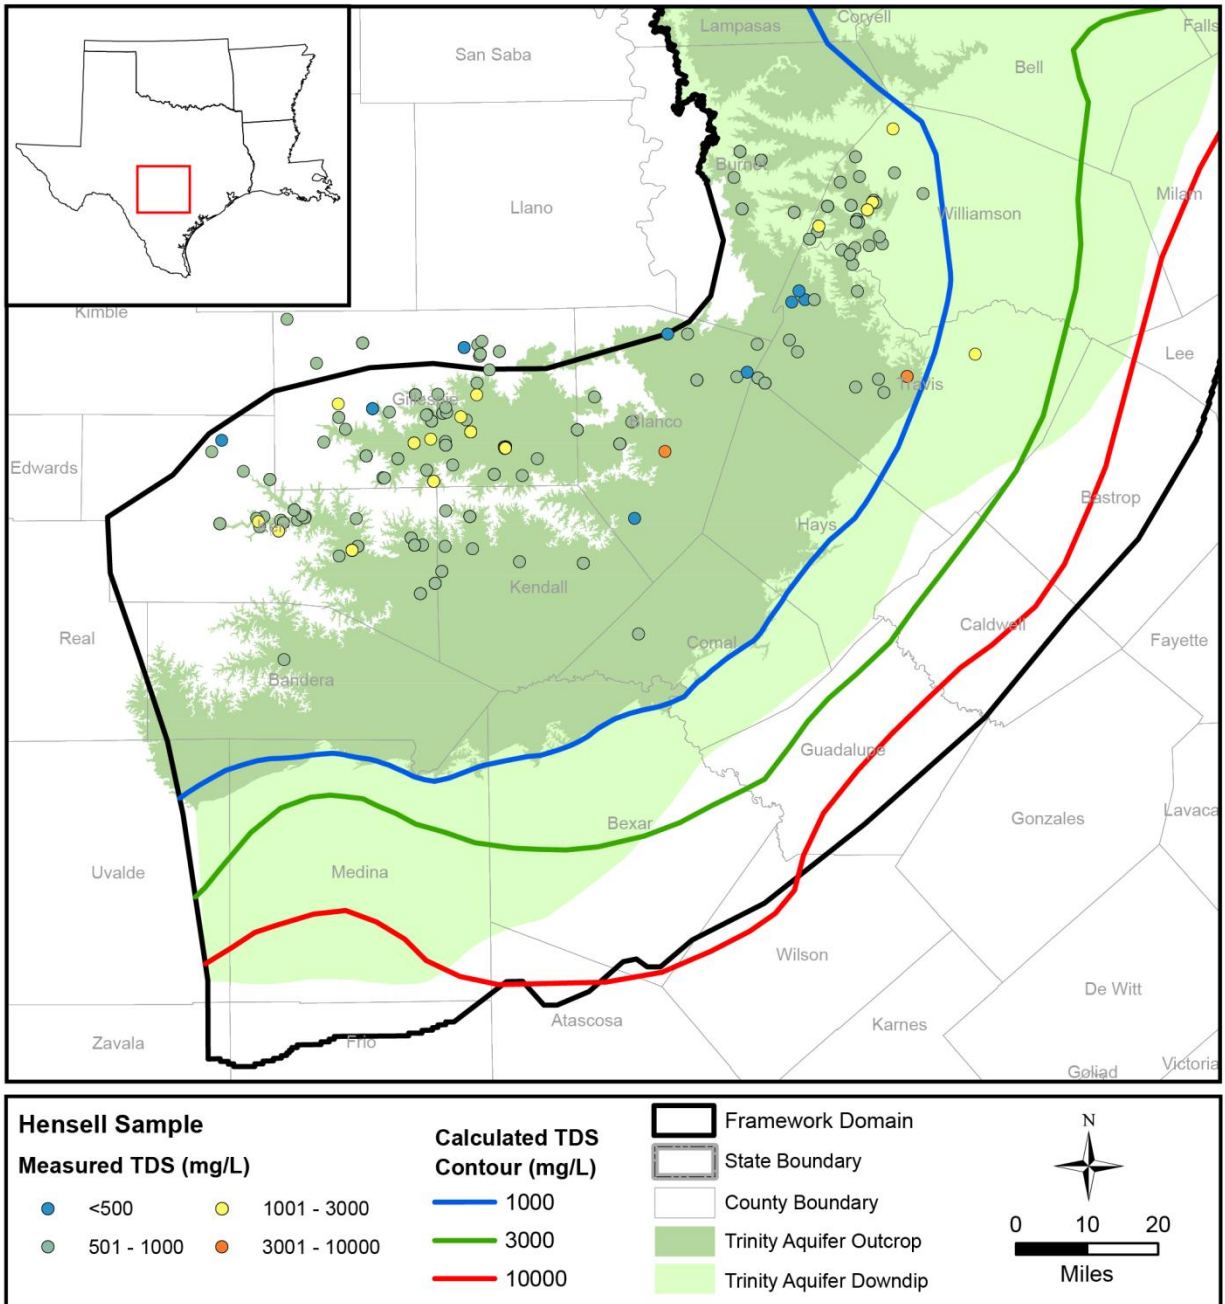 Lampasas
Coryell
Falls
San Saba
Bell
Burnet
Milam
Llano
Williamson
Kimble
Lee
Travis
Gillespie
Blanco
Edwards
Bastrop
Hays
Kendall
Real
Comal
Caldwell
Fayette
Bandera
Guadalupe
Lavaca
Gonzales
Bexar
Uvalde
Medina
Wilson
De Witt
Atascosa
Karnes
Zavala
Frio
Victoria
Goliad
Hensell Sample
Measured TDS (mg/L)
<500
501 - 1000
1001 - 3000
3001 - 10000
Calculated TDS
Contour (mg/L)
1000
3000
10000
Framework Domain
State Boundary
County Boundary
Trinity Aquifer Outcrop
Trinity Aquifer Downdip
N
0 10 20
Miles